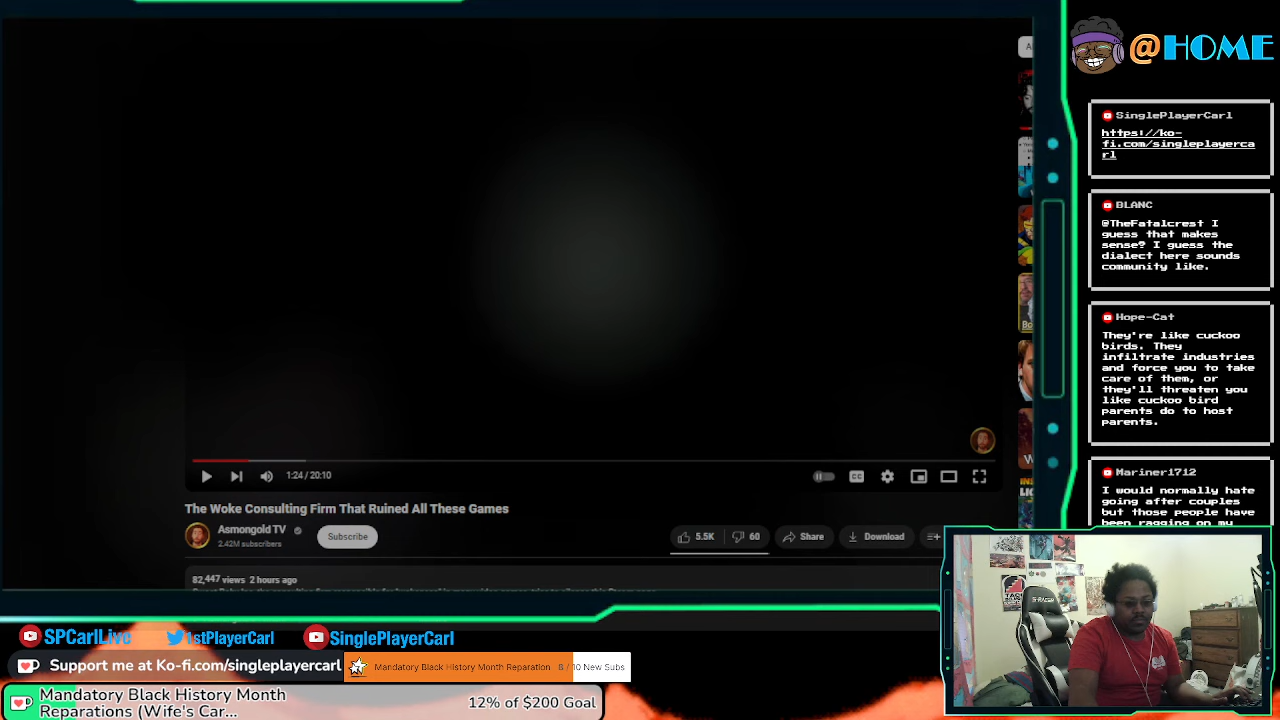 @HOME
SinglePlayerCarl
https://ko-
fi.com/singleplayerca
rl
BLANC
@TheFatalcrest I
guess that makes
sense? I guess the
dialect here sounds
community like.
Hope-Cat
They're like cuckoo
birds. They
infiltrate industries
and force you to take
care of them, or
they'll threaten you
like cuckoo bird
parents do to host
parents.
Mariner1712
I would normally hate
going after couples
but those people have
been ragging on my
1:24 / 20:10
CC
The Woke Consulting Firm That Ruined All These Games
Asmongold TV
2.42M subscribers
Subscribe
5.5K
60
Share
Download
82,447 views 2 hours ago
SPCarlLive
1stPlayerCarl
SinglePlayerCarl
Support me at Ko-fi.com/singleplayercarl
Mandatory Black History Month Reparation 8 / 10 New Subs
Mandatory Black History Month
Reparations (Wife's Car...
12% of $200 Goal